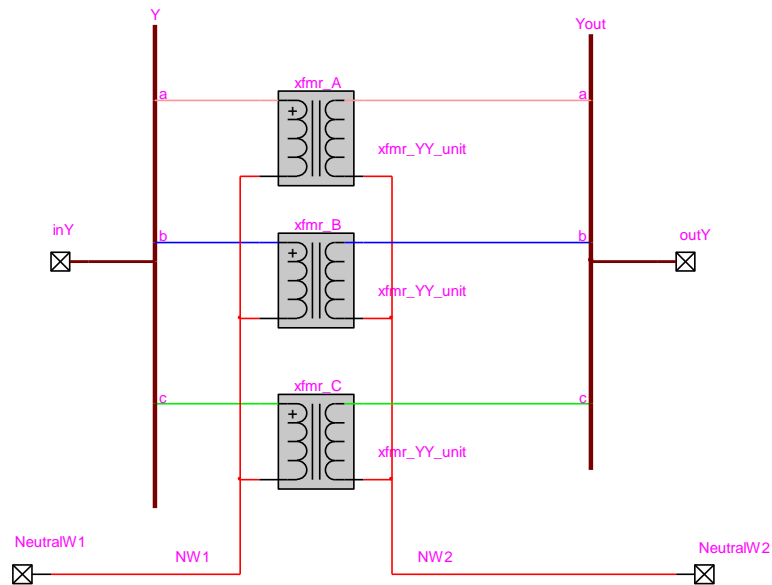 Y
Yout
xfmr_A
a
+
a
xfmr_YY_unit
xfmr_B
inY
b
+
b
outY
xfmr_YY_unit
xfmr_C
c
+
c
xfmr_YY_unit
NeutralW1
NW1
NW2
NeutralW2